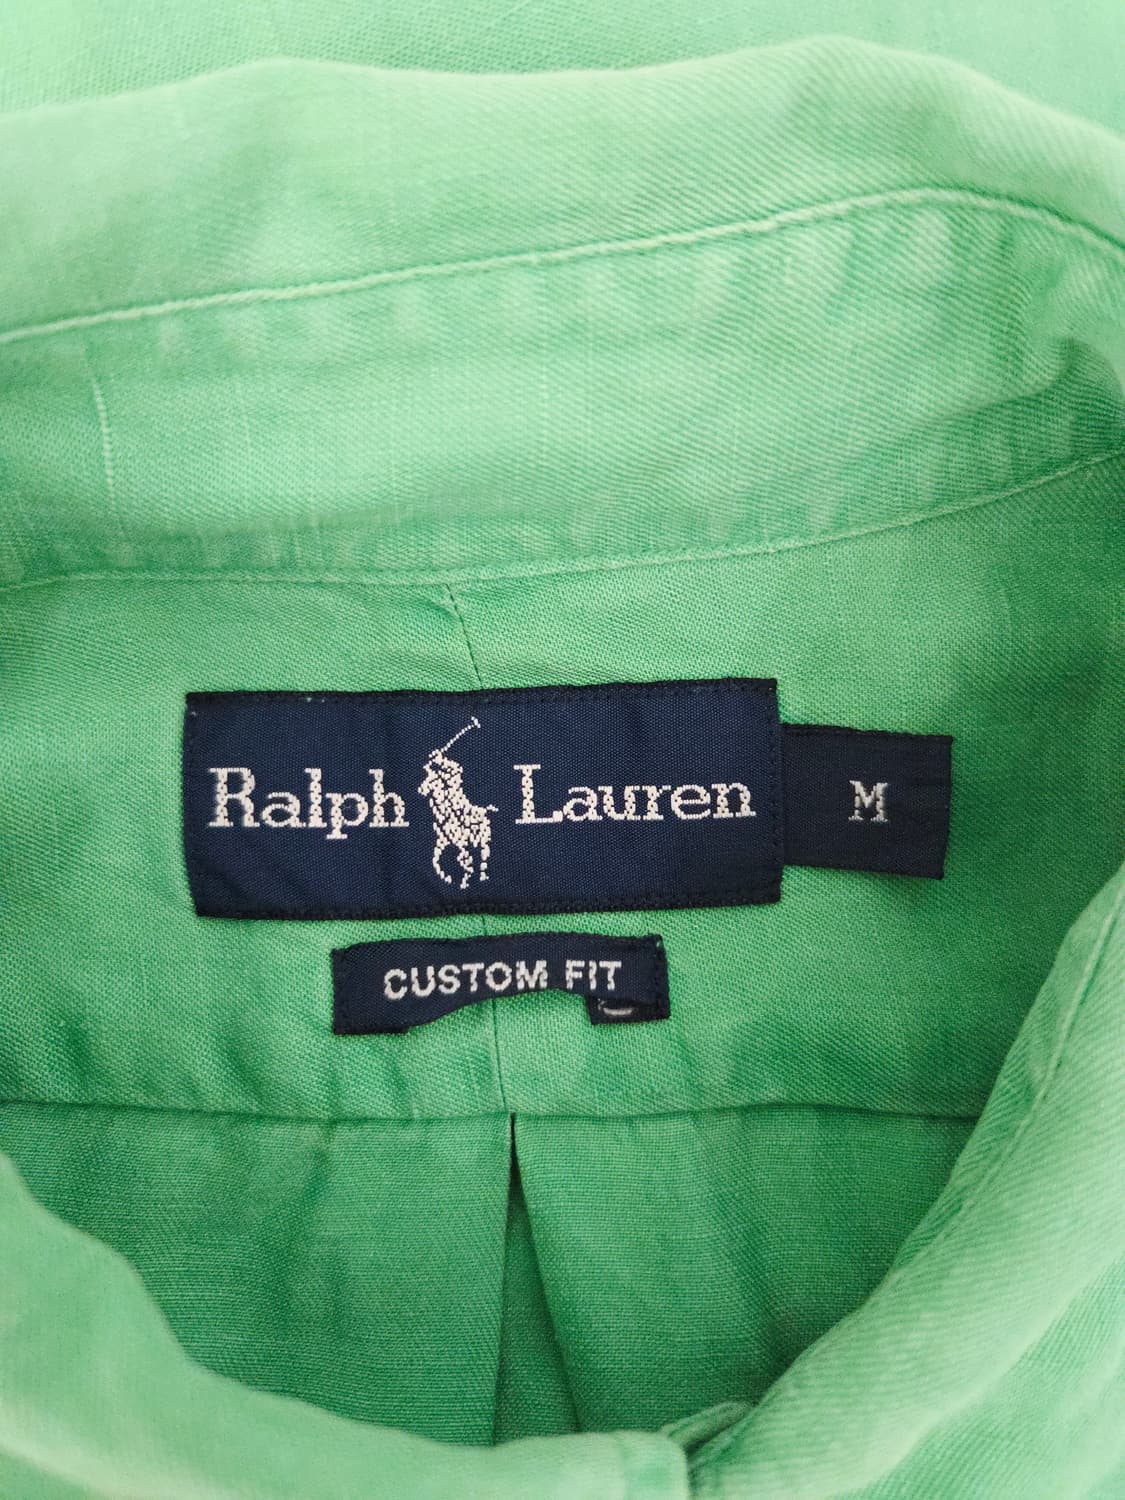 Ralph Lauren
M
CUSTOM FIT